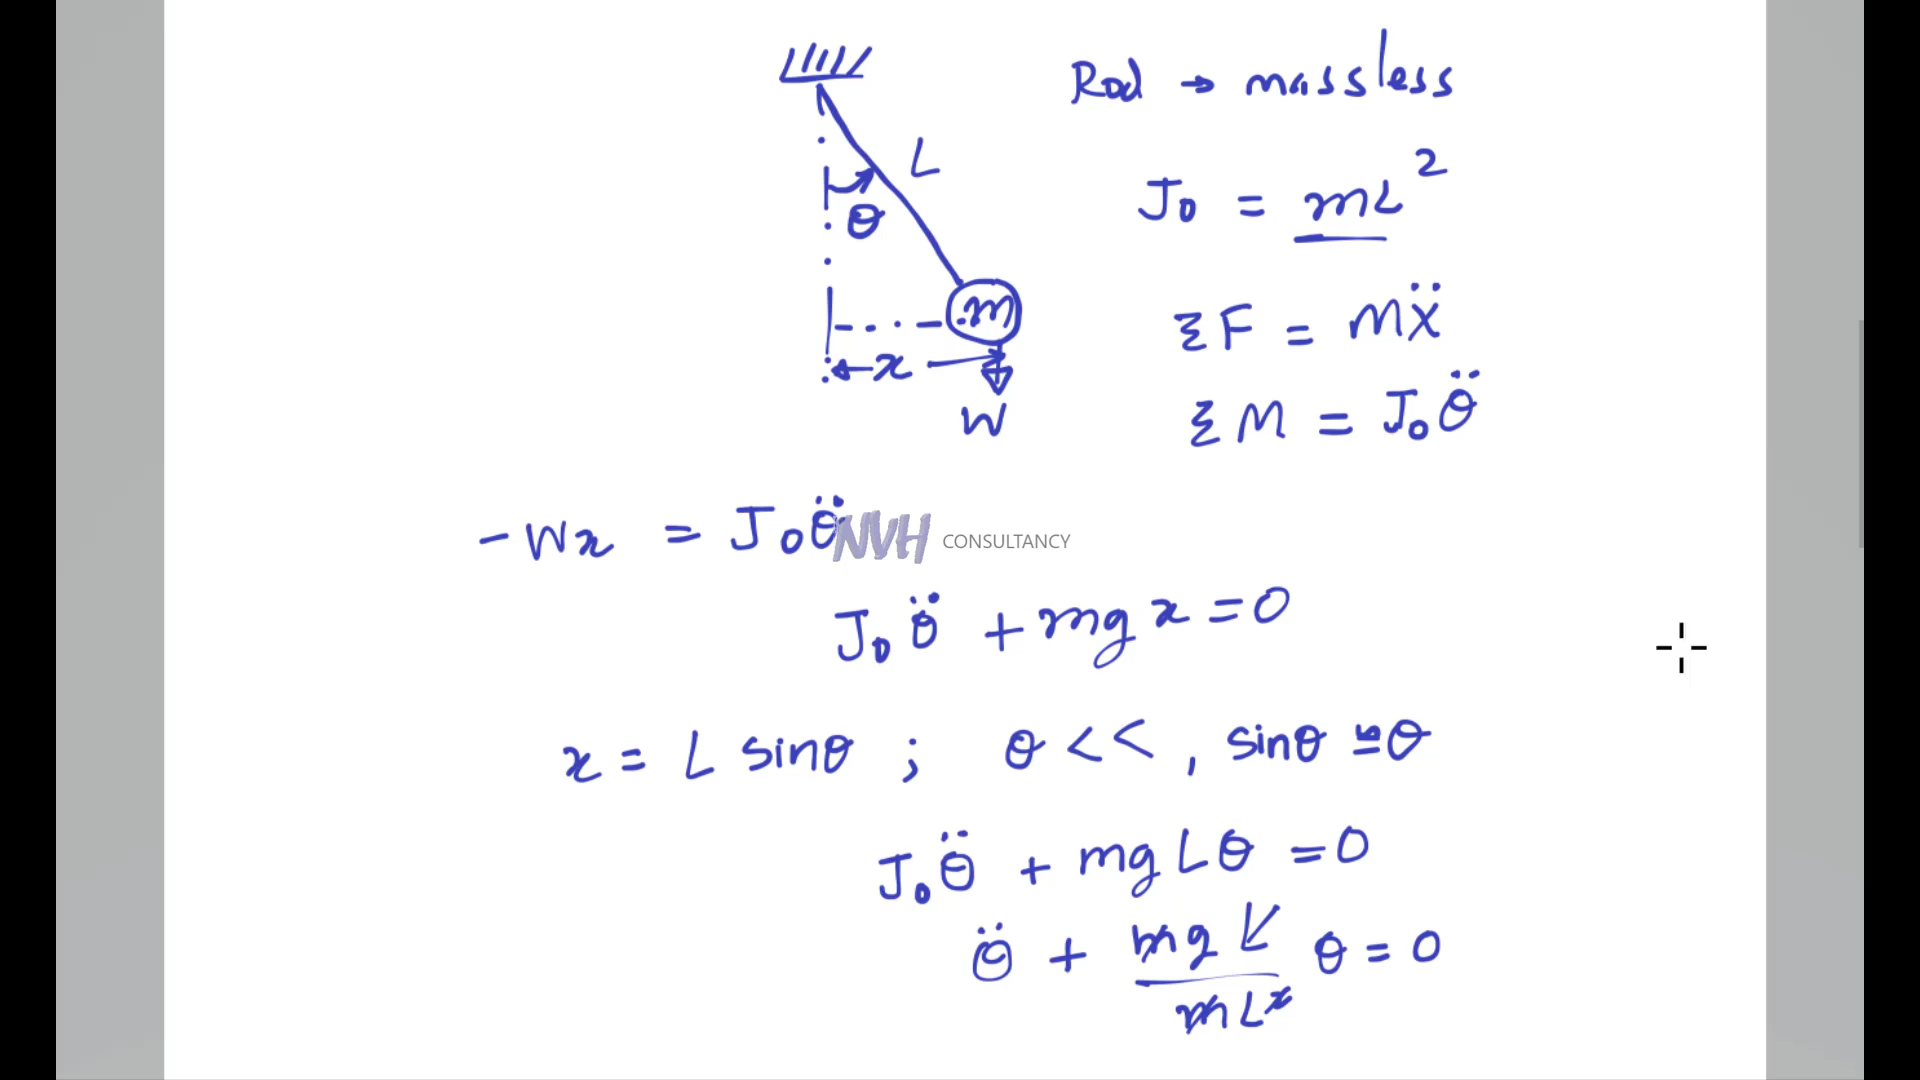 Rod → massless
L
θ
J₀ = mL²
m
ΣF = mẍ
x
W
ΣM = J₀θ̈
-Wx = J₀θ̈
NVH CONSULTANCY
J₀θ̈ + mgx = 0
x = L sinθ ; θ << , sinθ ≌ θ
J₀θ̈ + mgLθ = 0
θ̈ + mgL/mL² θ = 0